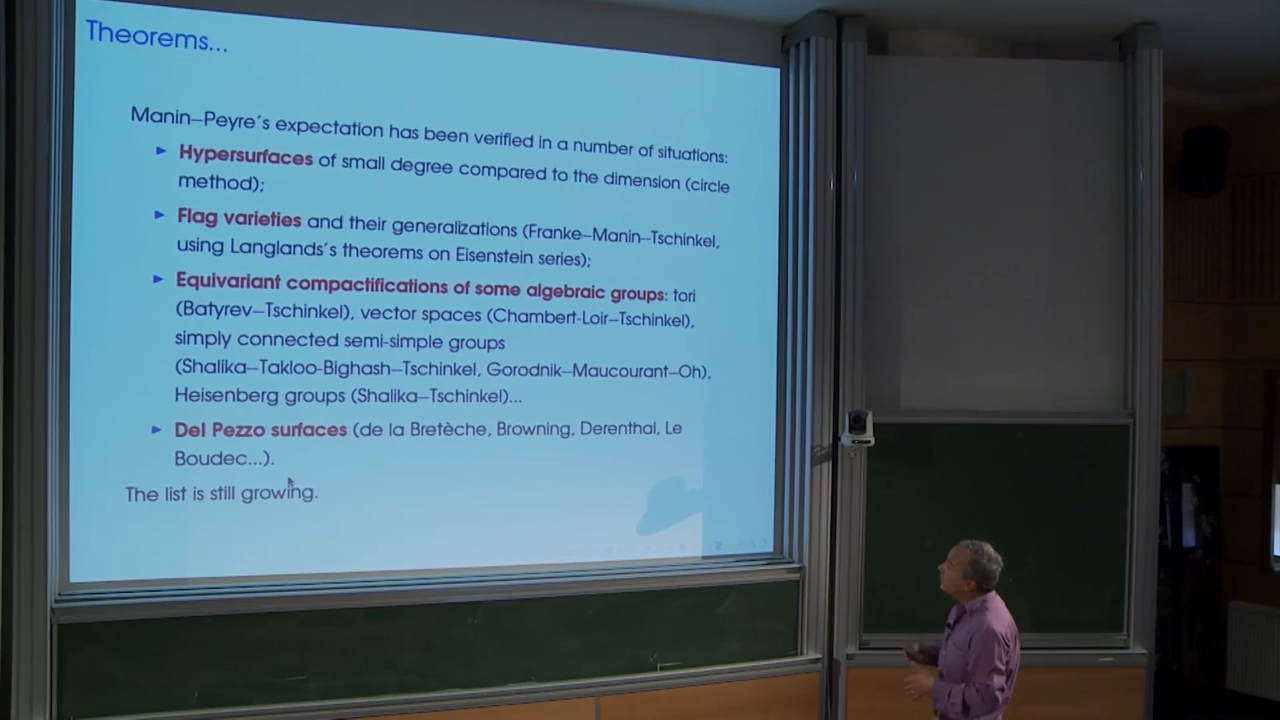 Theorems...
Manin–Peyre's expectation has been verified in a number of situations:
Hypersurfaces of small degree compared to the dimension (circle
method);
Flag varieties and their generalizations (Franke–Manin–Tschinkel,
using Langlands's theorems on Eisenstein series);
Equivariant compactifications of some algebraic groups: tori
(Batyrev–Tschinkel), vector spaces (Chambert-Loir–Tschinkel),
simply connected semi-simple groups
(Shalika–Takloo-Bighash–Tschinkel, Gorodnik–Maucourant–Oh),
Heisenberg groups (Shalika–Tschinkel)...
Del Pezzo surfaces (de la Bretèche, Browning, Derenthal, Le
Boudec...).
The list is still growing.